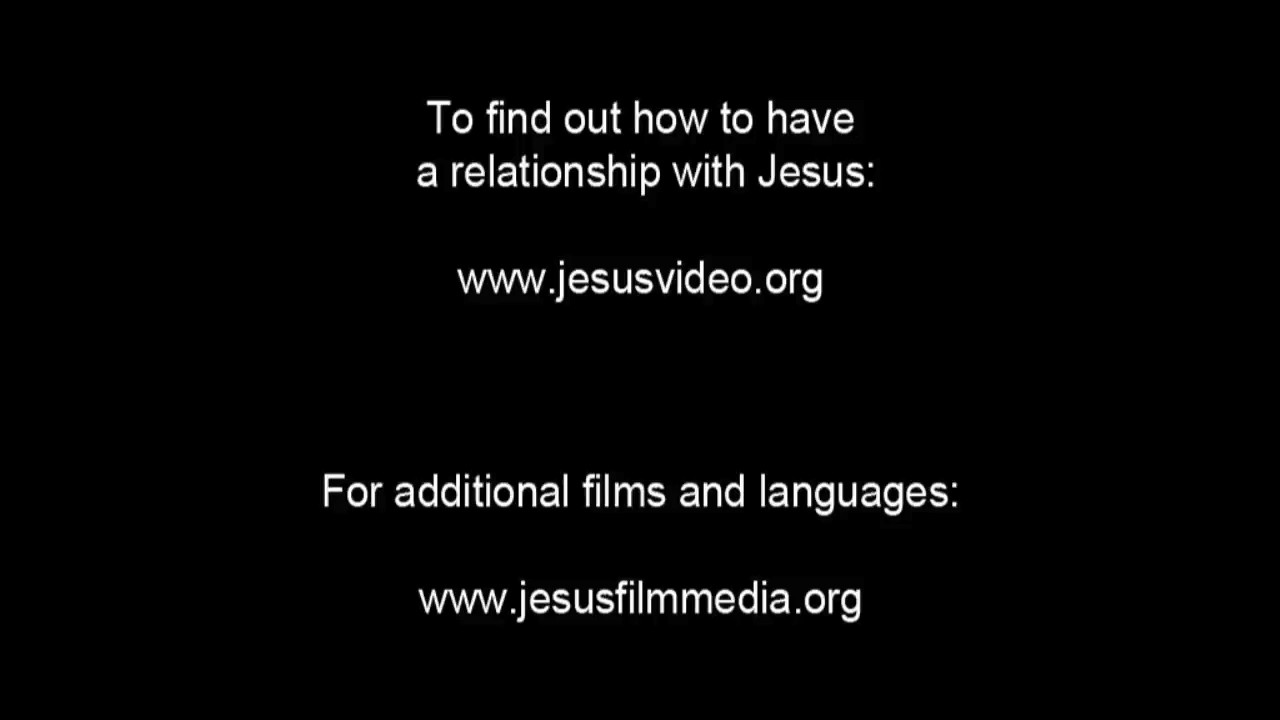 To find out how to have
a relationship with Jesus:
www.jesusvideo.org
For additional films and languages:
www.jesusfilmmedia.org